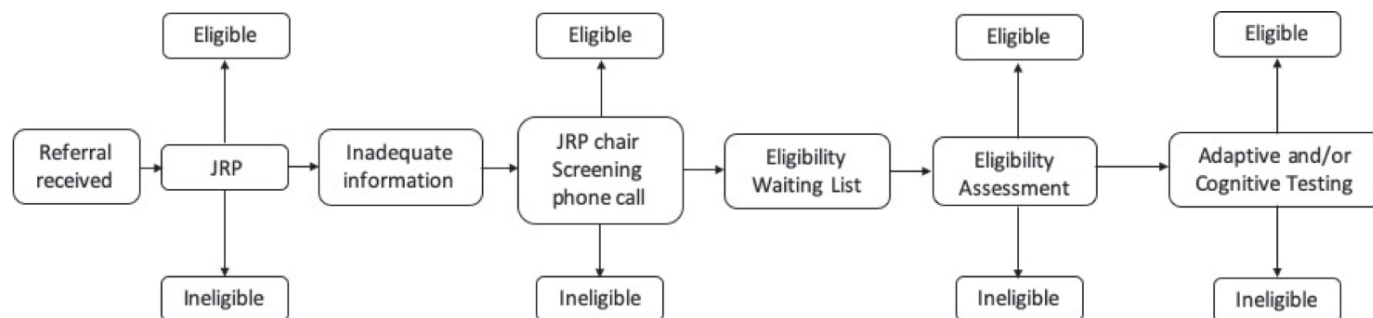 Eligible
Eligible
Eligible
Eligible
Referral
received
JRP
Inadequate
information
JRP chair
Screening
phone call
Eligibility
Waiting List
Eligibility
Assessment
Adaptive and/or
Cognitive Testing
Ineligible
Ineligible
Ineligible
Ineligible